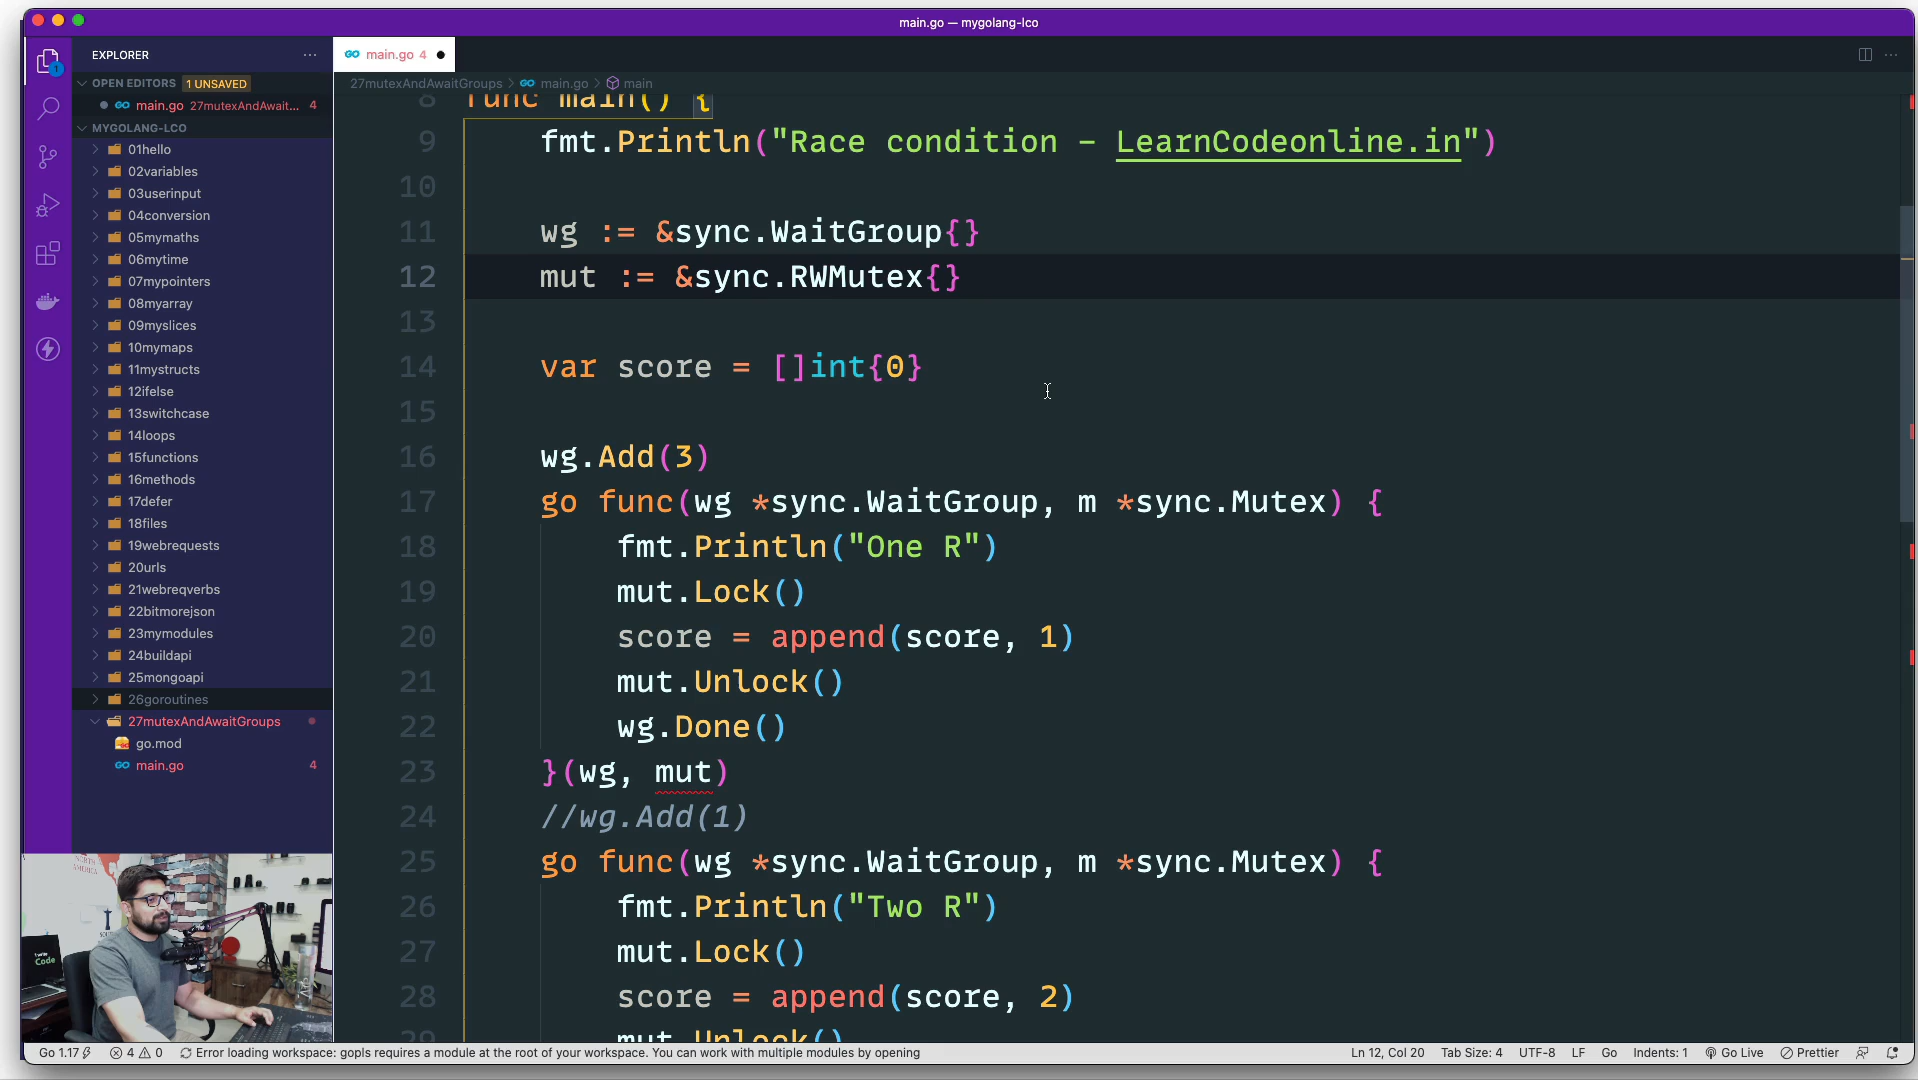 main.go — mygolang-lco
EXPLORER
OPEN EDITORS 1 UNSAVED
main.go 27mutexAndAwait... 4
MYGOLANG-LCO
01hello
02variables
03userinput
04conversion
05mymaths
06mytime
07mypointers
08myarray
09myslices
10mymaps
11mystructs
12ifelse
13switchcase
14loops
15functions
16methods
17defer
18files
19webrequests
20urls
21webreqverbs
22bitmorejson
23mymodules
24buildapi
25mongoapi
26goroutines
27mutexAndAwaitGroups
go.mod
main.go 4
main.go 4
27mutexAndAwaitGroups > main.go > main
8 func main() {
9 fmt.Println("Race condition - LearnCodeonline.in")
10
11 wg := &sync.WaitGroup{}
12 mut := &sync.RWMutex{}
13
14 var score = []int{0}
15
16 wg.Add(3)
17 go func(wg *sync.WaitGroup, m *sync.Mutex) {
18 fmt.Println("One R")
19 mut.Lock()
20 score = append(score, 1)
21 mut.Unlock()
22 wg.Done()
23 }(wg, mut)
24 //wg.Add(1)
25 go func(wg *sync.WaitGroup, m *sync.Mutex) {
26 fmt.Println("Two R")
27 mut.Lock()
28 score = append(score, 2)
29 mut.Unlock()
Go 1.17 4 0 Error loading workspace: gopls requires a module at the root of your workspace. You can work with multiple modules by opening
Ln 12, Col 20 Tab Size: 4 UTF-8 LF Go Indents: 1 Go Live Prettier